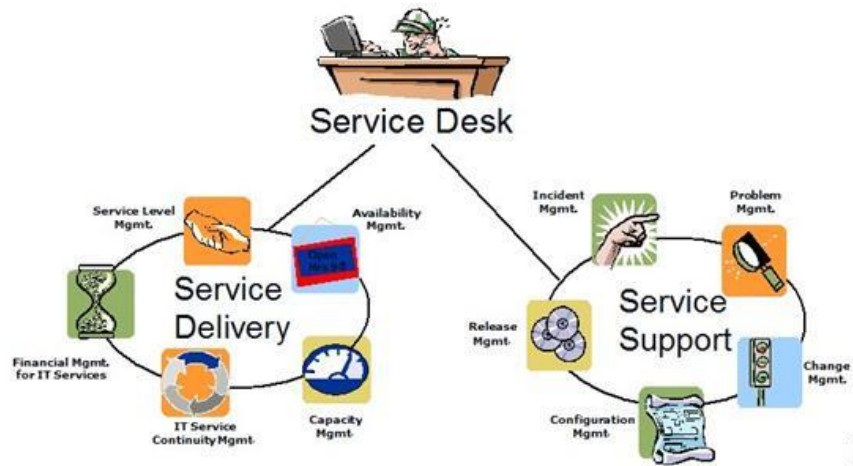 Service Desk
Service Level
Mgmt.
Availability
Mgmt.
Open
Service
Delivery
Financial Mgmt.
for IT Services
IT Service
Continuity Mgmt.
Capacity
Mgmt.
Incident
Mgmt.
Problem
Mgmt.
Release
Mgmt.
Service
Support
Change
Mgmt.
Configuration
Mgmt.